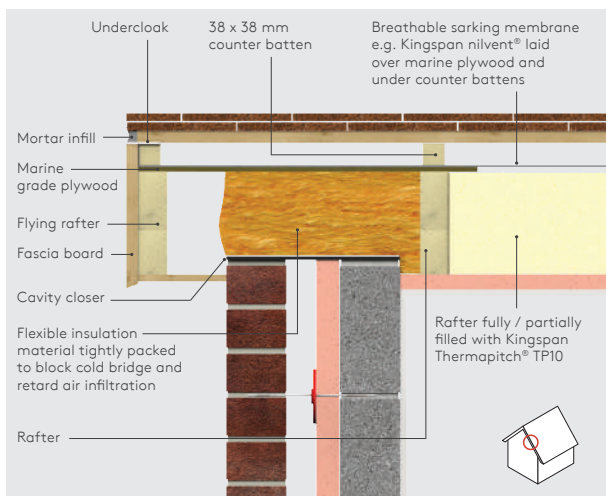 Undercloak
38 x 38 mm
counter batten
Breathable sarking membrane
e.g. Kingspan nilvent® laid
over marine plywood and
under counter battens
Mortar infill
Marine
grade plywood
Flying rafter
Fascia board
Cavity closer
Flexible insulation
material tightly packed
to block cold bridge and
retard air infiltration
Rafter
Rafter fully / partially
filled with Kingspan
Thermapitch® TP10